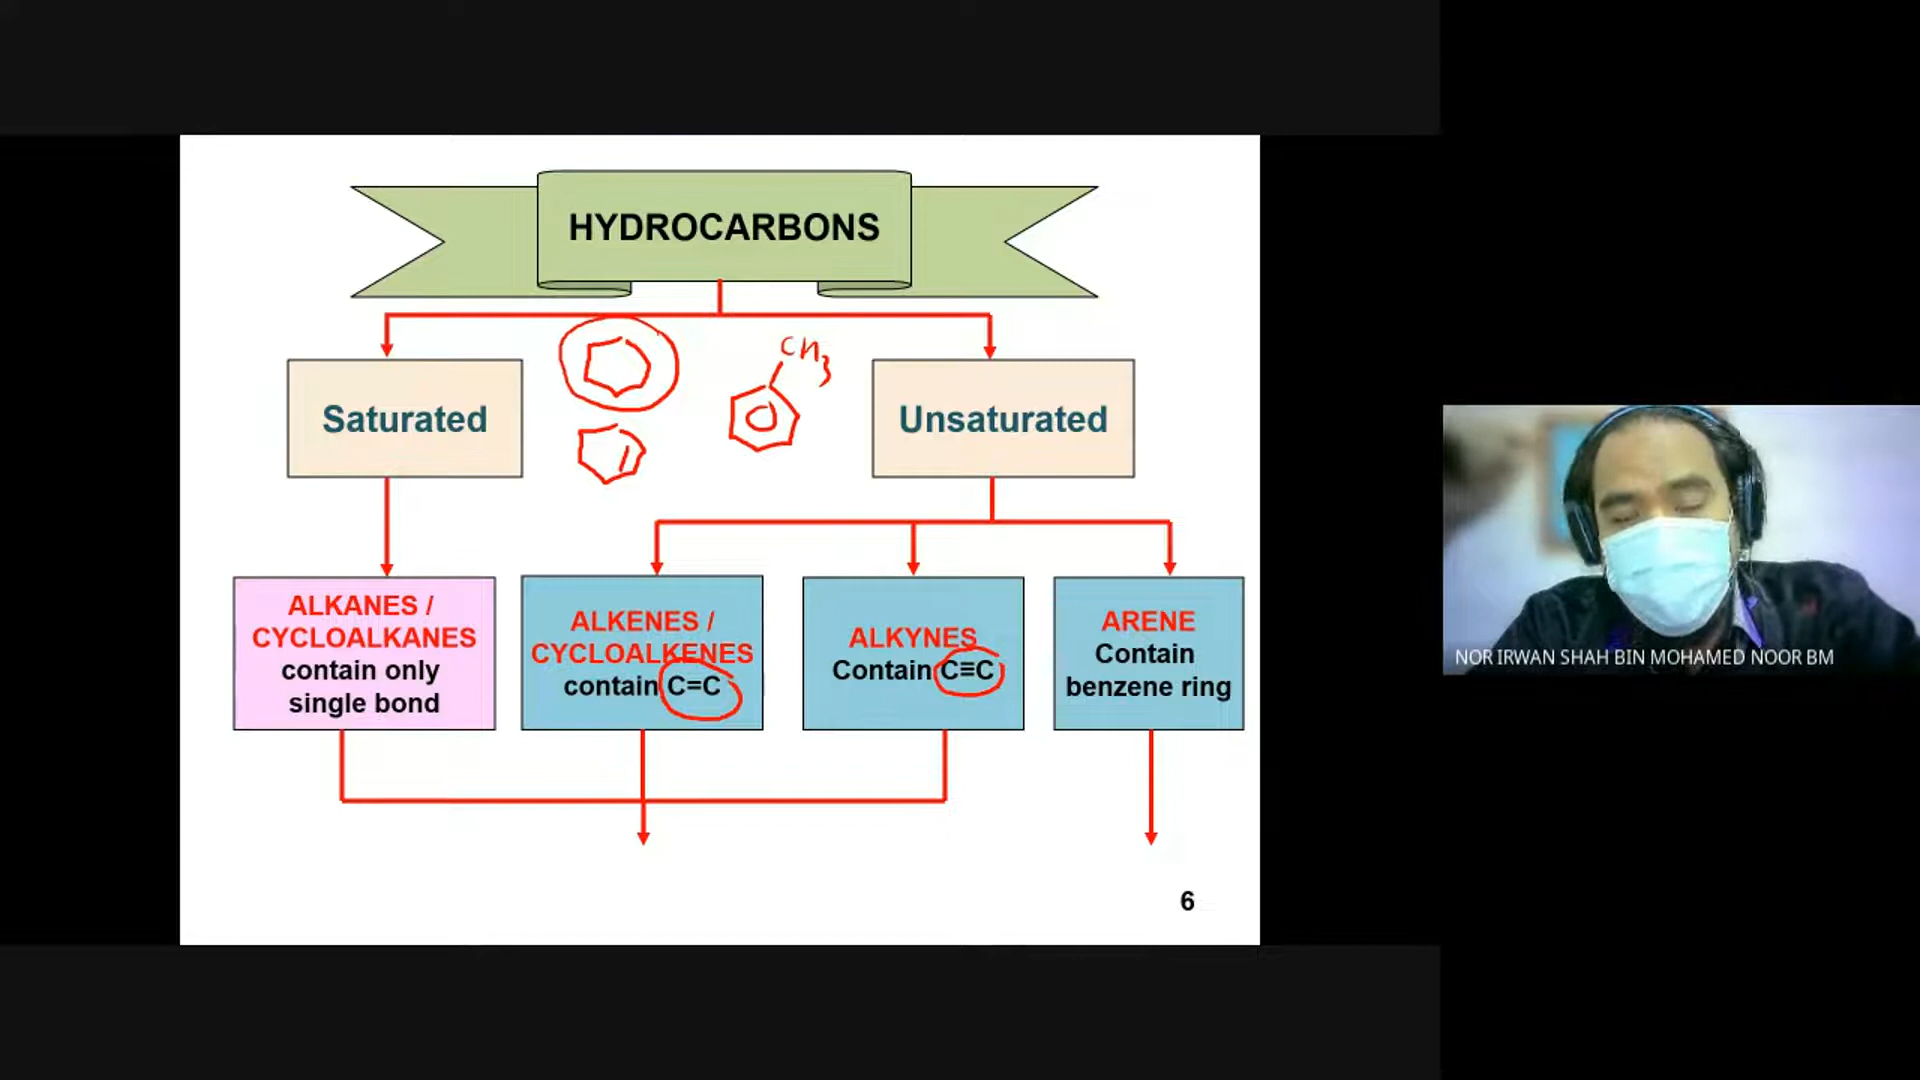 HYDROCARBONS
CH3
Saturated
Unsaturated
ALKANES /
CYCLOALKANES
contain only
single bond
ALKENES /
CYCLOALKENES
contain C=C
ALKYNES
Contain C≡C
ARENE
Contain
benzene ring
6
NOR IRWAN SHAH BIN MOHAMED NOOR BM